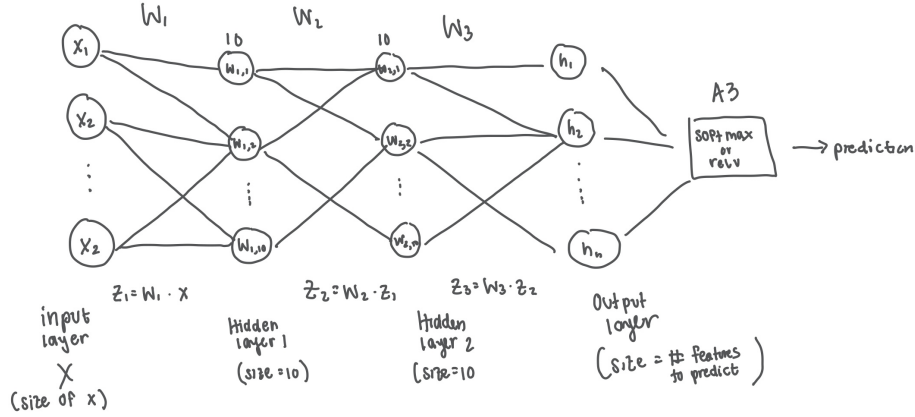 W₁
W₂
W₃
10
10
x₁
W₁,₁
h₁
A3
x₂
W₁,₂
W₂,₂
h₂
softmax
or
relu
prediction
x₂
W₁,₁₀
hₙ
Z₁=W₁·x
Z₂=W₂·Z₁
Z₃=W₃·Z₂
input
layer
X
(size of x)
Hidden
layer 1
(size=10)
Hidden
layer 2
(size=10
Output
layer
(size = # features
to predict)